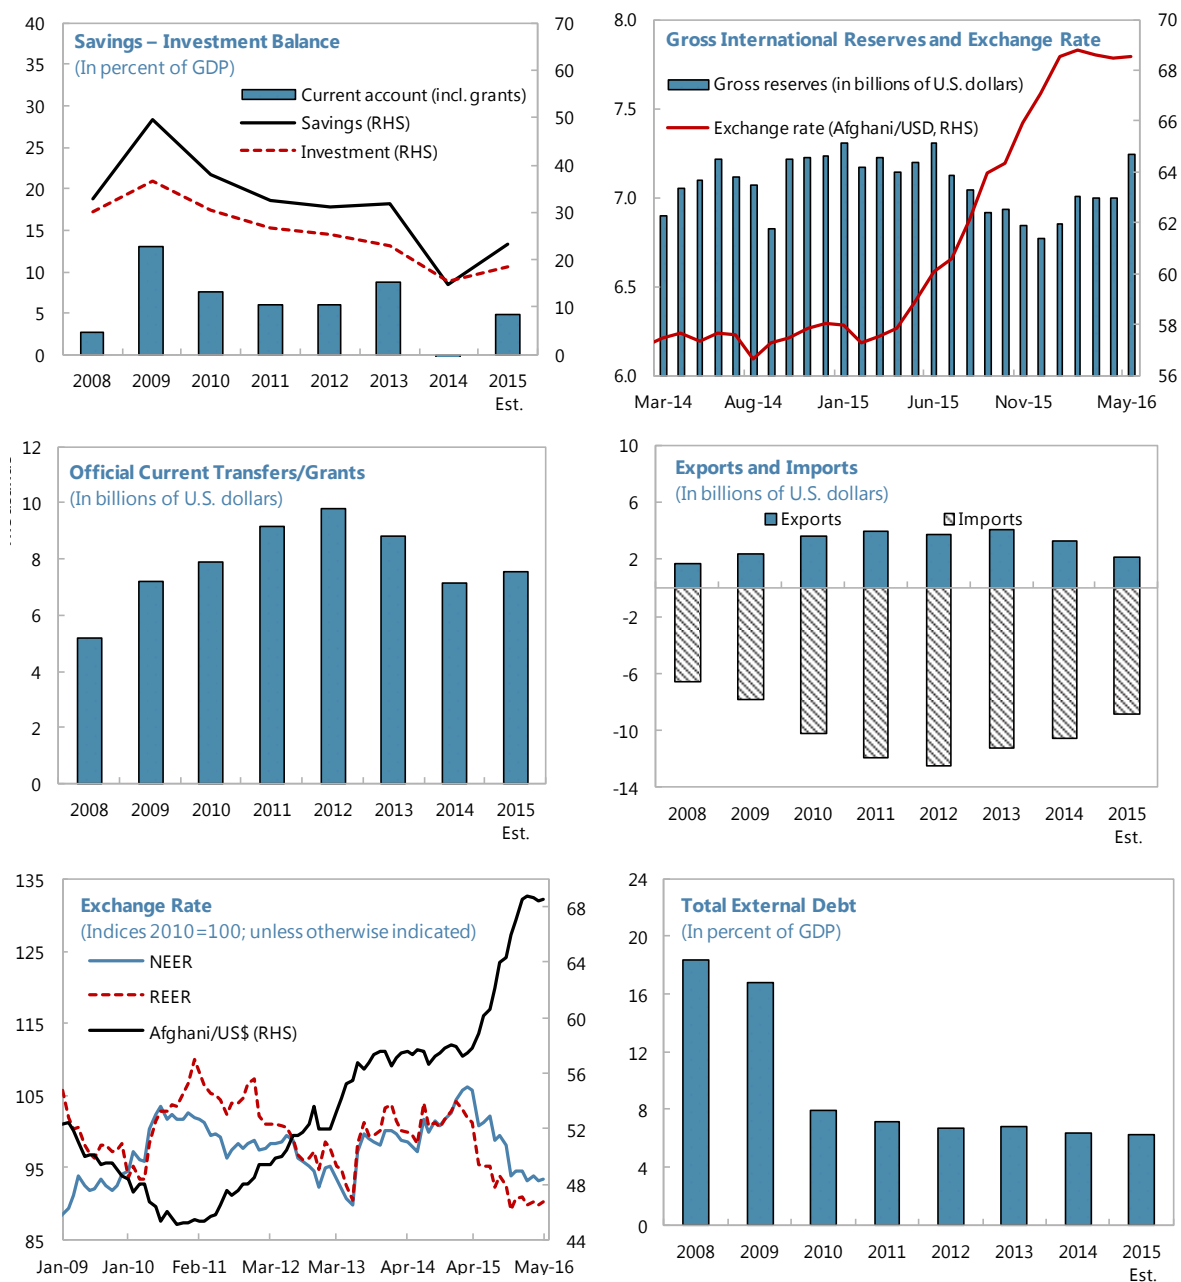 Savings – Investment Balance
(In percent of GDP)
Current account (incl. grants)
Savings (RHS)
Investment (RHS)
40
35
30
25
20
15
10
5
0
70
60
50
40
30
20
10
0
2008 2009 2010 2011 2012 2013 2014 2015
Est.
Gross International Reserves and Exchange Rate
Gross reserves (in billions of U.S. dollars)
Exchange rate (Afghani/USD, RHS)
8.0
7.5
7.0
6.5
6.0
70
68
66
64
62
60
58
56
Mar-14 Aug-14 Jan-15 Jun-15 Nov-15 May-16
Official Current Transfers/Grants
(In billions of U.S. dollars)
12
10
8
6
4
2
0
2008 2009 2010 2011 2012 2013 2014 2015
Est.
Exports and Imports
(In billions of U.S. dollars)
Exports Imports
10
6
2
-2
-6
-10
-14
2008 2009 2010 2011 2012 2013 2014 2015
Est.
Exchange Rate
(Indices 2010=100; unless otherwise indicated)
NEER
REER
Afghani/US$ (RHS)
135
125
115
105
95
85
68
64
60
56
52
48
44
Jan-09 Jan-10 Feb-11 Mar-12 Mar-13 Apr-14 Apr-15 May-16
Total External Debt
(In percent of GDP)
24
20
16
12
8
4
0
2008 2009 2010 2011 2012 2013 2014 2015
Est.